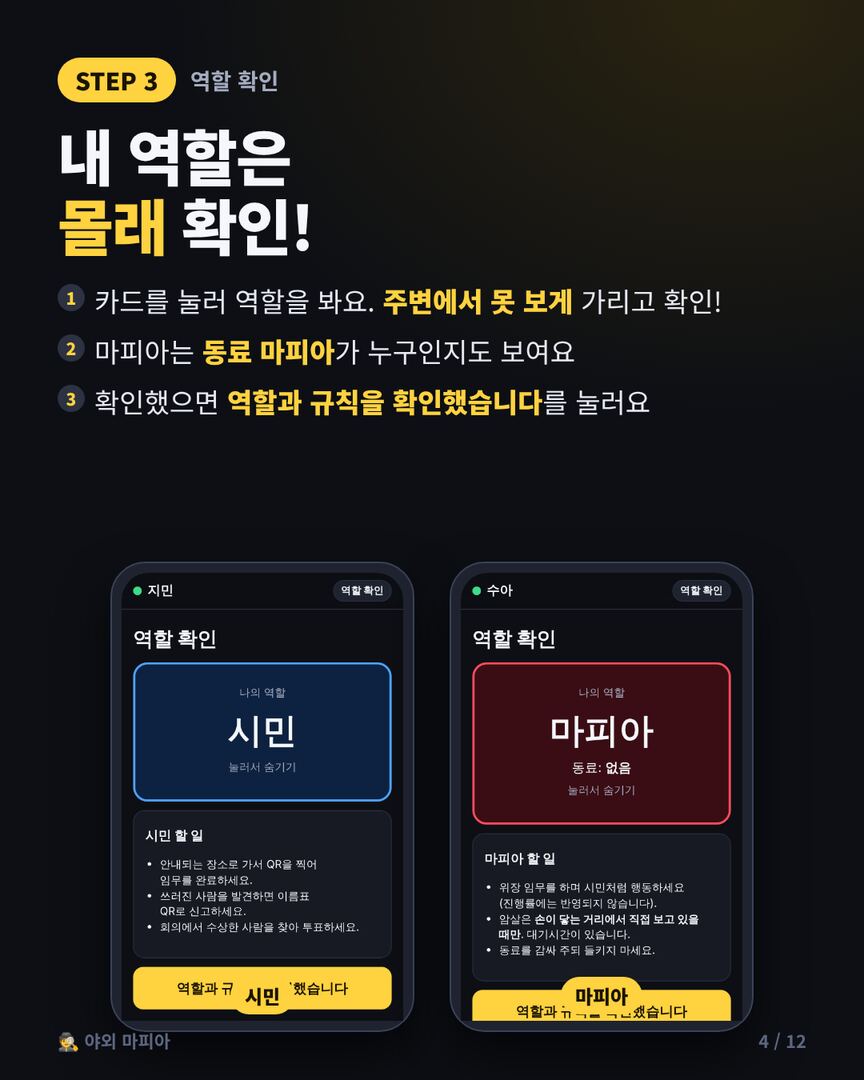 STEP 3 역할 확인
내 역할은
몰래 확인!
1 카드를 눌러 역할을 봐요. 주변에서 못 보게 가리고 확인!
2 마피아는 동료 마피아가 누구인지도 보여요
3 확인했으면 역할과 규칙을 확인했습니다를 눌러요
지민 역할 확인
역할 확인
나의 역할
시민
눌러서 숨기기
시민 할 일
• 안내되는 장소로 가서 QR을 찍어
임무를 완료하세요.
• 쓰러진 사람을 발견하면 이름표
QR로 신고하세요.
• 회의에서 수상한 사람을 찾아 투표하세요.
역할과 했습니다
시민
수아 역할 확인
역할 확인
나의 역할
마피아
동료: 없음
눌러서 숨기기
마피아 할 일
• 위장 임무를 하며 시민처럼 행동하세요
(진행률에는 반영되지 않습니다).
• 암살은 손이 닿는 거리에서 직접 보고 있을
때만. 대기시간이 있습니다.
• 동료를 감싸 주되 들키지 마세요.
마피아
역할과 했습니다
야외 마피아
4 / 12